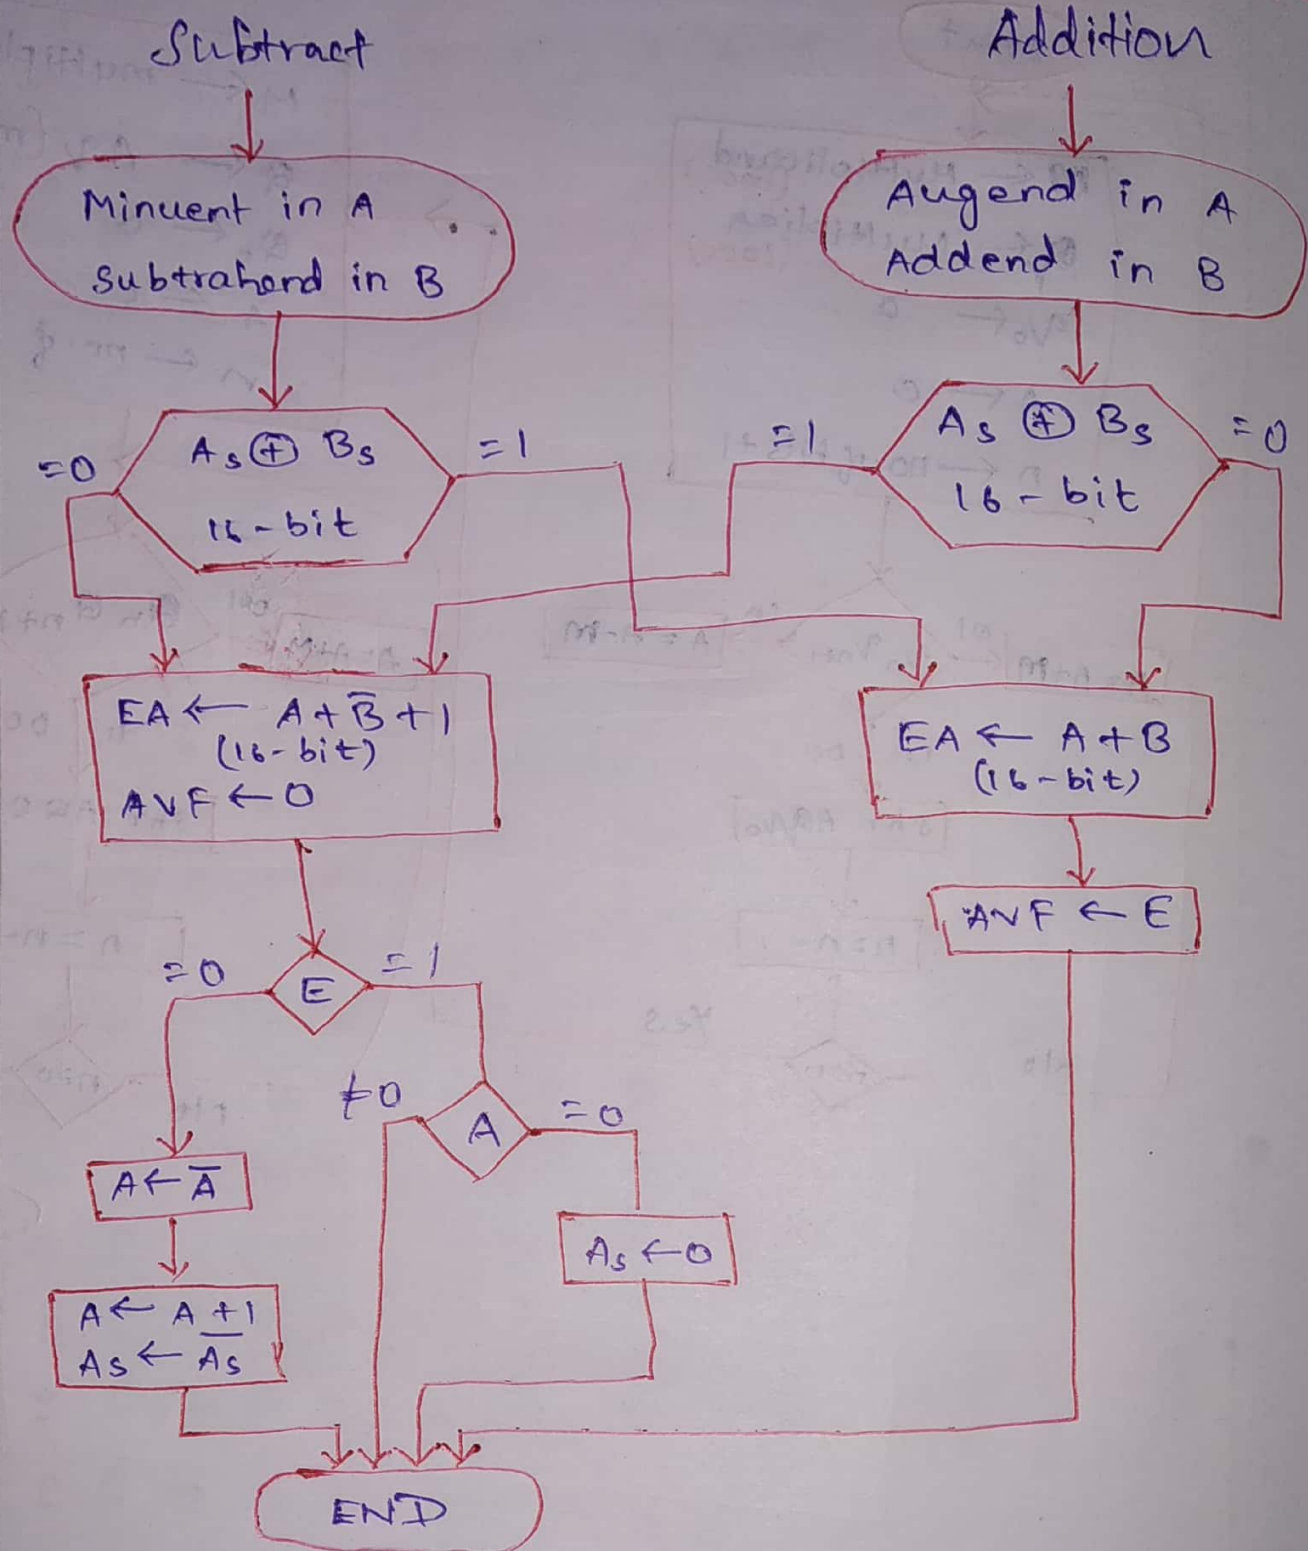 Subtract
Addition
Minuent in A
Subtrahend in B
Augend in A
Addend in B
As ⊕ Bs
16-bit
=0
=1
As ⊕ Bs
16-bit
=1
=0
EA ← A + B̅ + 1
(16-bit)
AVF ← 0
EA ← A + B
(16-bit)
AVF ← E
E
=0
=1
A
≠0
=0
A ← A̅
As ← 0
A ← A + 1
As ← A̅s
END